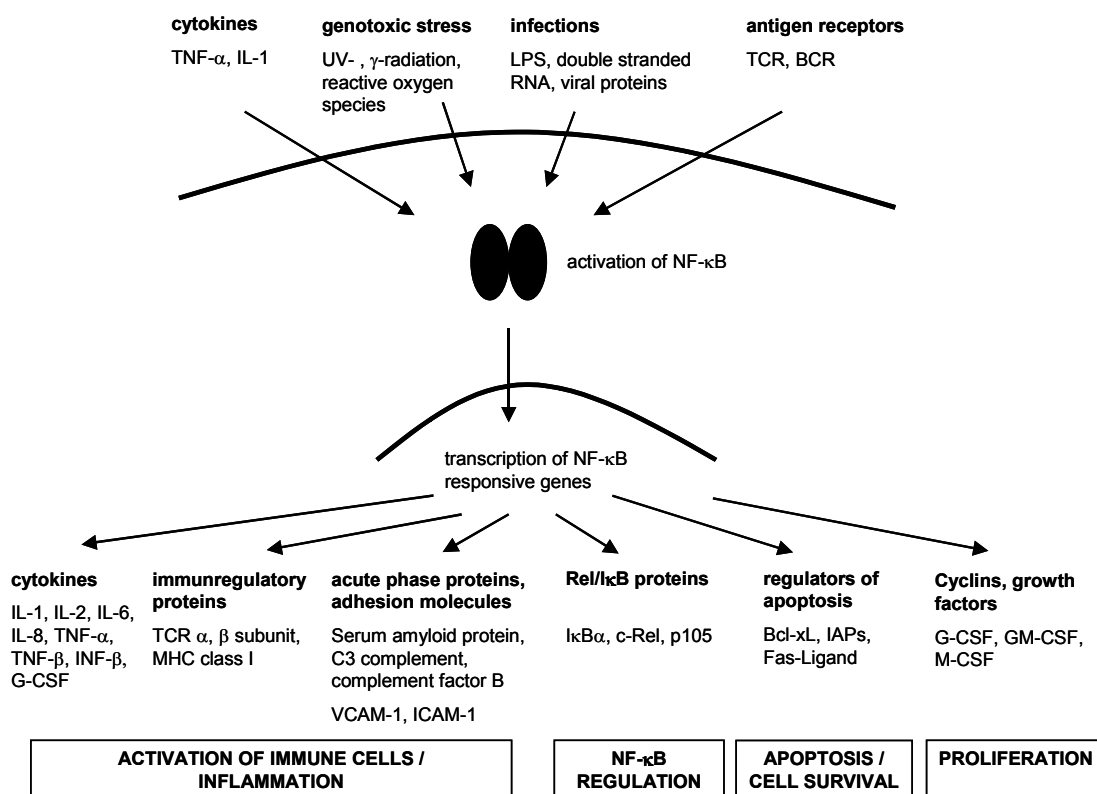 cytokines
TNF-α, IL-1
genotoxic stress
UV- , γ-radiation,
reactive oxygen
species
infections
LPS, double stranded
RNA, viral proteins
antigen receptors
TCR, BCR
activation of NF-κB
transcription of NF-κB
responsive genes
cytokines
IL-1, IL-2, IL-6,
IL-8, TNF-α,
TNF-β, INF-β,
G-CSF
immunregulatory
proteins
TCR α, β subunit,
MHC class I
acute phase proteins,
adhesion molecules
Serum amyloid protein,
C3 complement,
complement factor B
VCAM-1, ICAM-1
Rel/IκB proteins
IκBα, c-Rel, p105
regulators of
apoptosis
Bcl-xL, IAPs,
Fas-Ligand
Cyclins, growth
factors
G-CSF, GM-CSF,
M-CSF
ACTIVATION OF IMMUNE CELLS /
INFLAMMATION
NF-κB
REGULATION
APOPTOSIS /
CELL SURVIVAL
PROLIFERATION